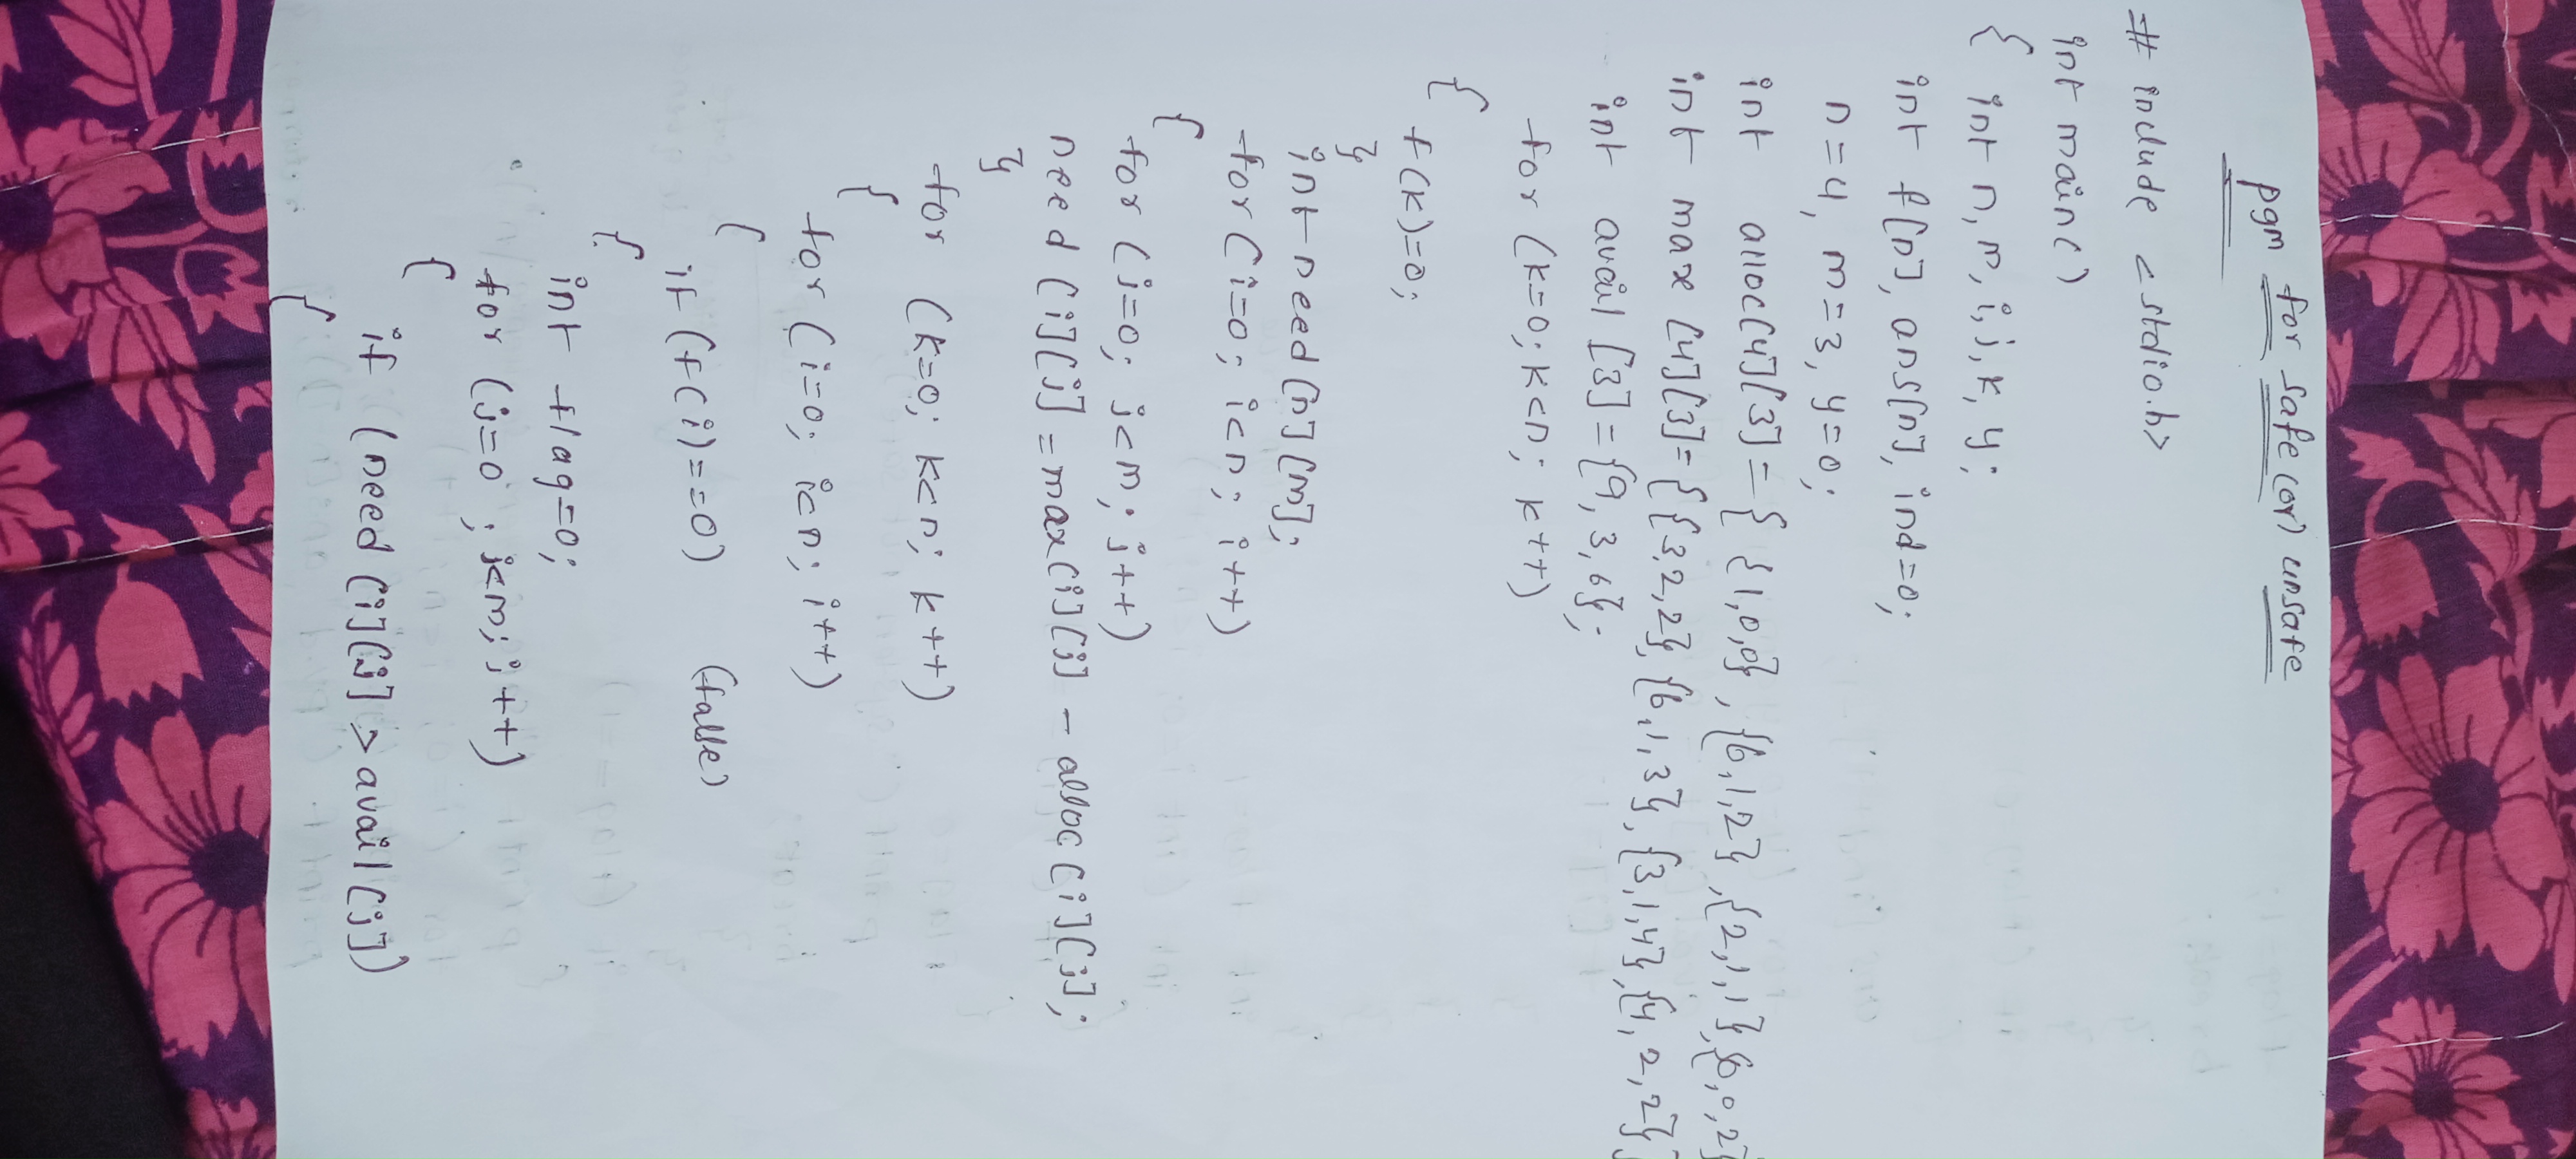 pgm for safe (or) unsafe
# include <stdio.h>
int main()
{ int n, m, i, j, k, y;
int f[n], ans[n], ind=0;
n=4, m=3, y=0;
int alloc[4][3]={ {1,0,0}, {6,1,2}, {2,1,1}, {0,0,2}
int max [4][3]={ {3,2,2}, {6,1,3}, {3,1,4}, {4,2,2}
int avail [3]={9,3,6};
for (k=0; k<n; k++)
{
f(k)=0;
}
int need[n][m];
for (i=0; i<n; i++)
{
for (j=0; j<m; j++)
need [i][j] = max[i][j] - alloc[i][j];
}
for (k=0; k<n; k++)
{
for (i=0; i<n; i++)
{
if (f(i)==0) (false)
{
int flag=0;
for (j=0; j<m; j++)
{
if (need [i][j] > avail[j])
{